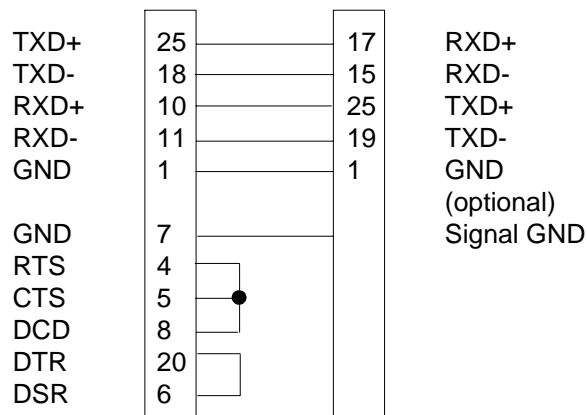 TXD+ 25 17 RXD+
TXD- 18 15 RXD-
RXD+ 10 25 TXD+
RXD- 11 19 TXD-
GND 1 1 GND
(optional)
GND 7 Signal GND
RTS 4
CTS 5
DCD 8
DTR 20
DSR 6